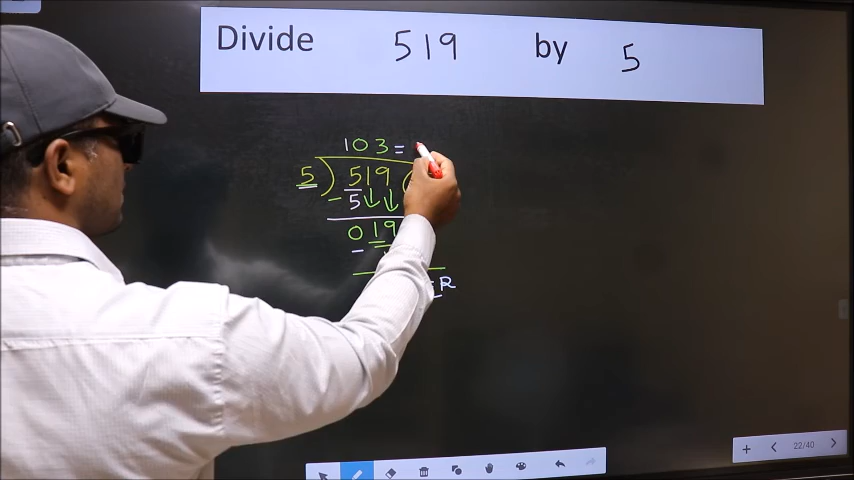 Divide 519 by 5
103 =
5 ) 519
- 5
019
-
R
22/40